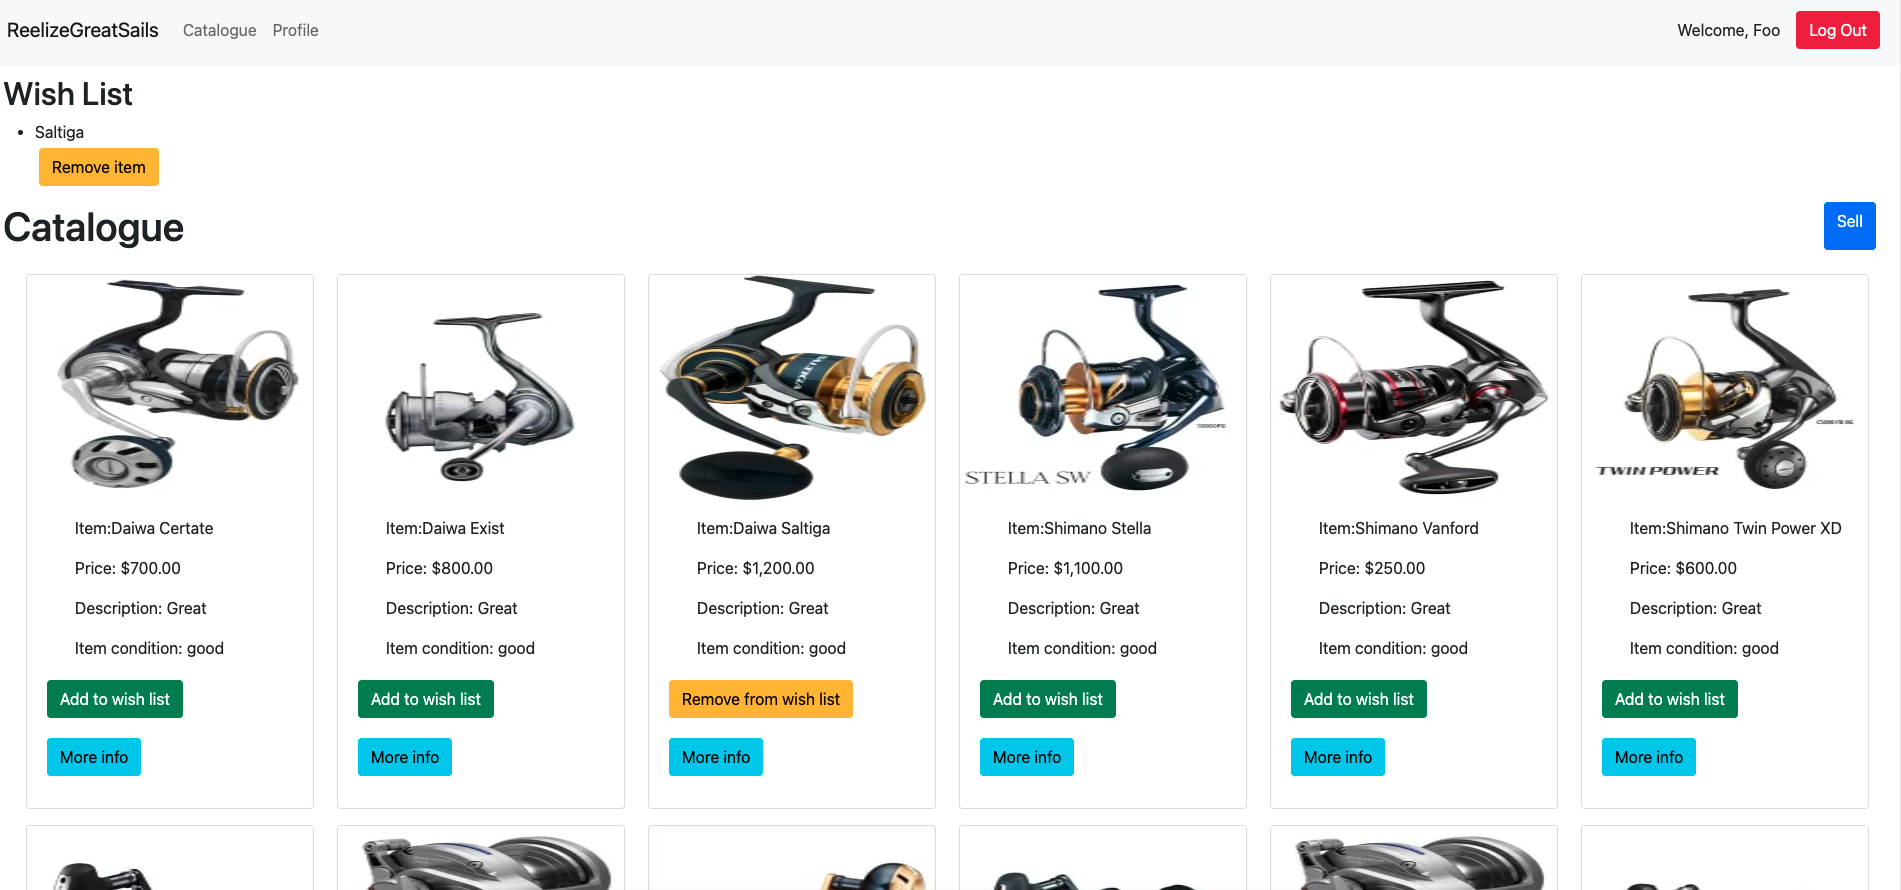 ReelizeGreatSails Catalogue Profile Welcome, Foo Log Out
Wish List
Saltiga
Remove item
Catalogue
Sell
STELLA SW
TWIN POWER
Item:Daiwa Certate
Price: $700.00
Description: Great
Item condition: good
Add to wish list
More info
Item:Daiwa Exist
Price: $800.00
Description: Great
Item condition: good
Add to wish list
More info
Item:Daiwa Saltiga
Price: $1,200.00
Description: Great
Item condition: good
Remove from wish list
More info
Item:Shimano Stella
Price: $1,100.00
Description: Great
Item condition: good
Add to wish list
More info
Item:Shimano Vanford
Price: $250.00
Description: Great
Item condition: good
Add to wish list
More info
Item:Shimano Twin Power XD
Price: $600.00
Description: Great
Item condition: good
Add to wish list
More info